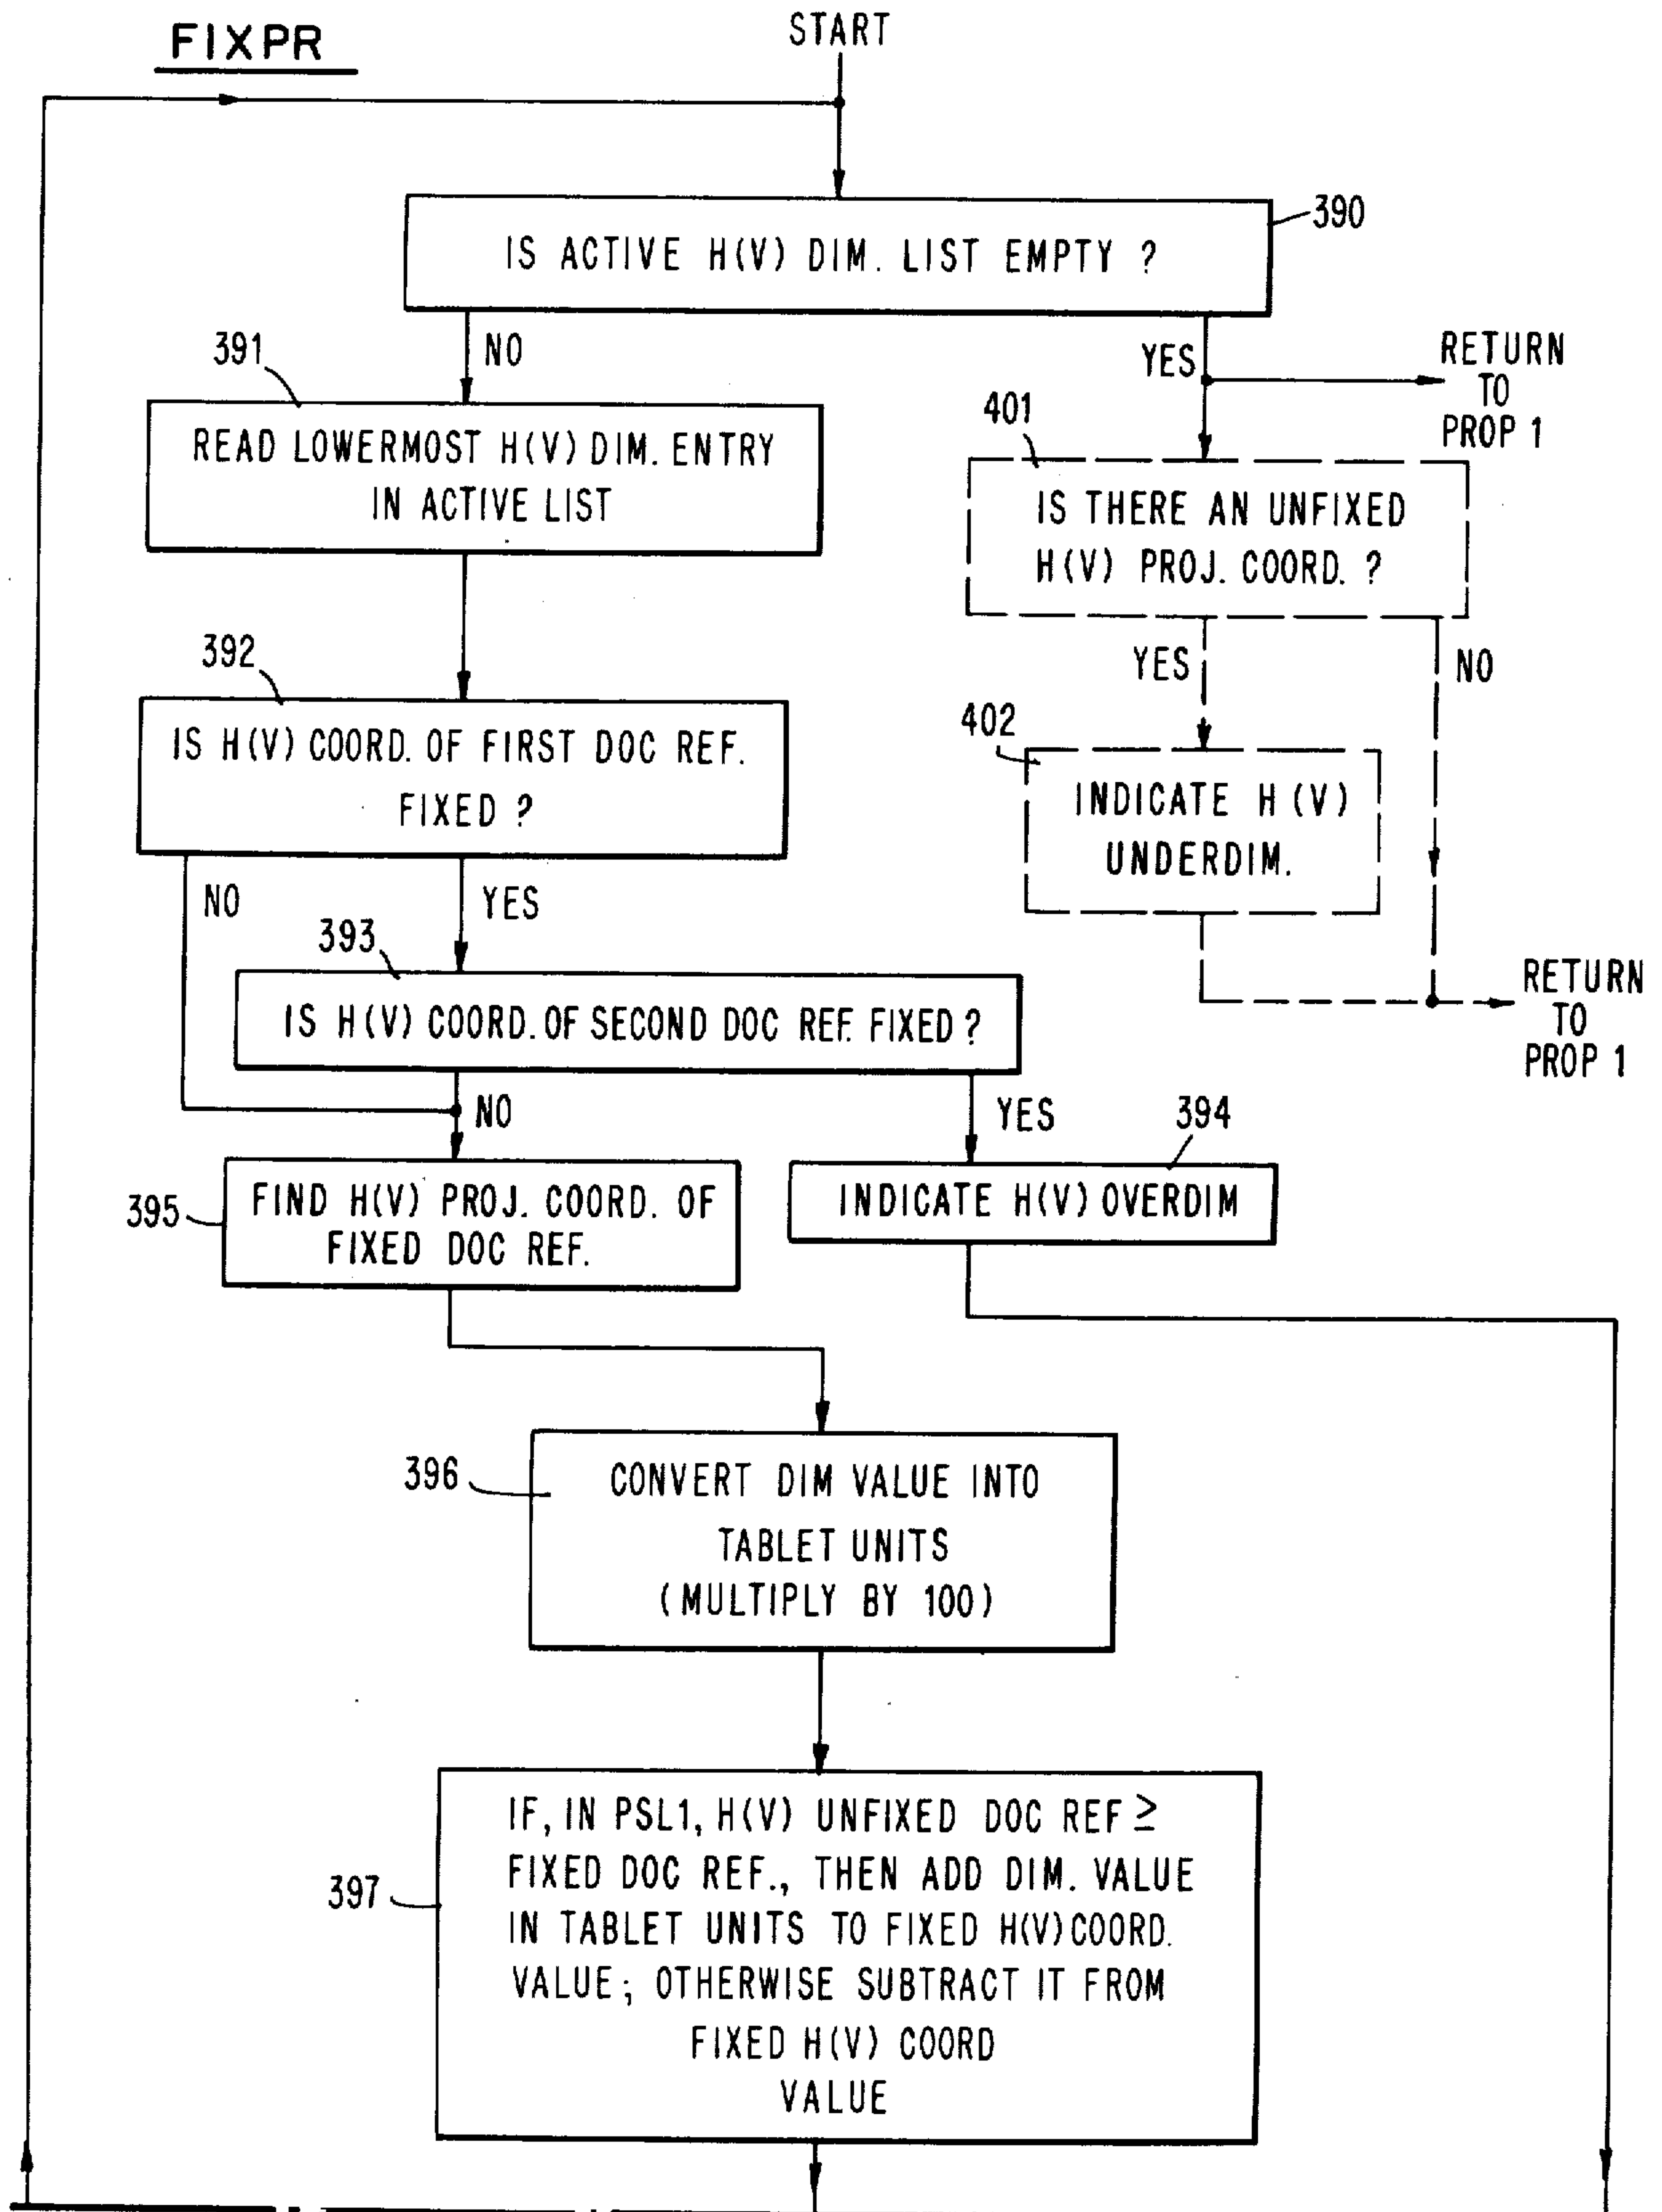 FIXPR
START
390
IS ACTIVE H(V) DIM. LIST EMPTY ?
391
NO
YES
RETURN
TO
PROP 1
READ LOWERMOST H(V) DIM. ENTRY
IN ACTIVE LIST
401
IS THERE AN UNFIXED
H(V) PROJ. COORD. ?
392
YES
NO
IS H(V) COORD. OF FIRST DOC REF.
FIXED ?
402
INDICATE H (V)
UNDERDIM.
NO
YES
393
IS H(V) COORD. OF SECOND DOC REF. FIXED ?
RETURN
TO
PROP 1
NO
YES
394
395
FIND H(V) PROJ. COORD. OF
FIXED DOC REF.
INDICATE H(V) OVERDIM
396
CONVERT DIM VALUE INTO
TABLET UNITS
(MULTIPLY BY 100)
397
IF, IN PSL1, H(V) UNFIXED DOC REF ≥
FIXED DOC REF., THEN ADD DIM. VALUE
IN TABLET UNITS TO FIXED H(V) COORD.
VALUE; OTHERWISE SUBTRACT IT FROM
FIXED H(V) COORD
VALUE